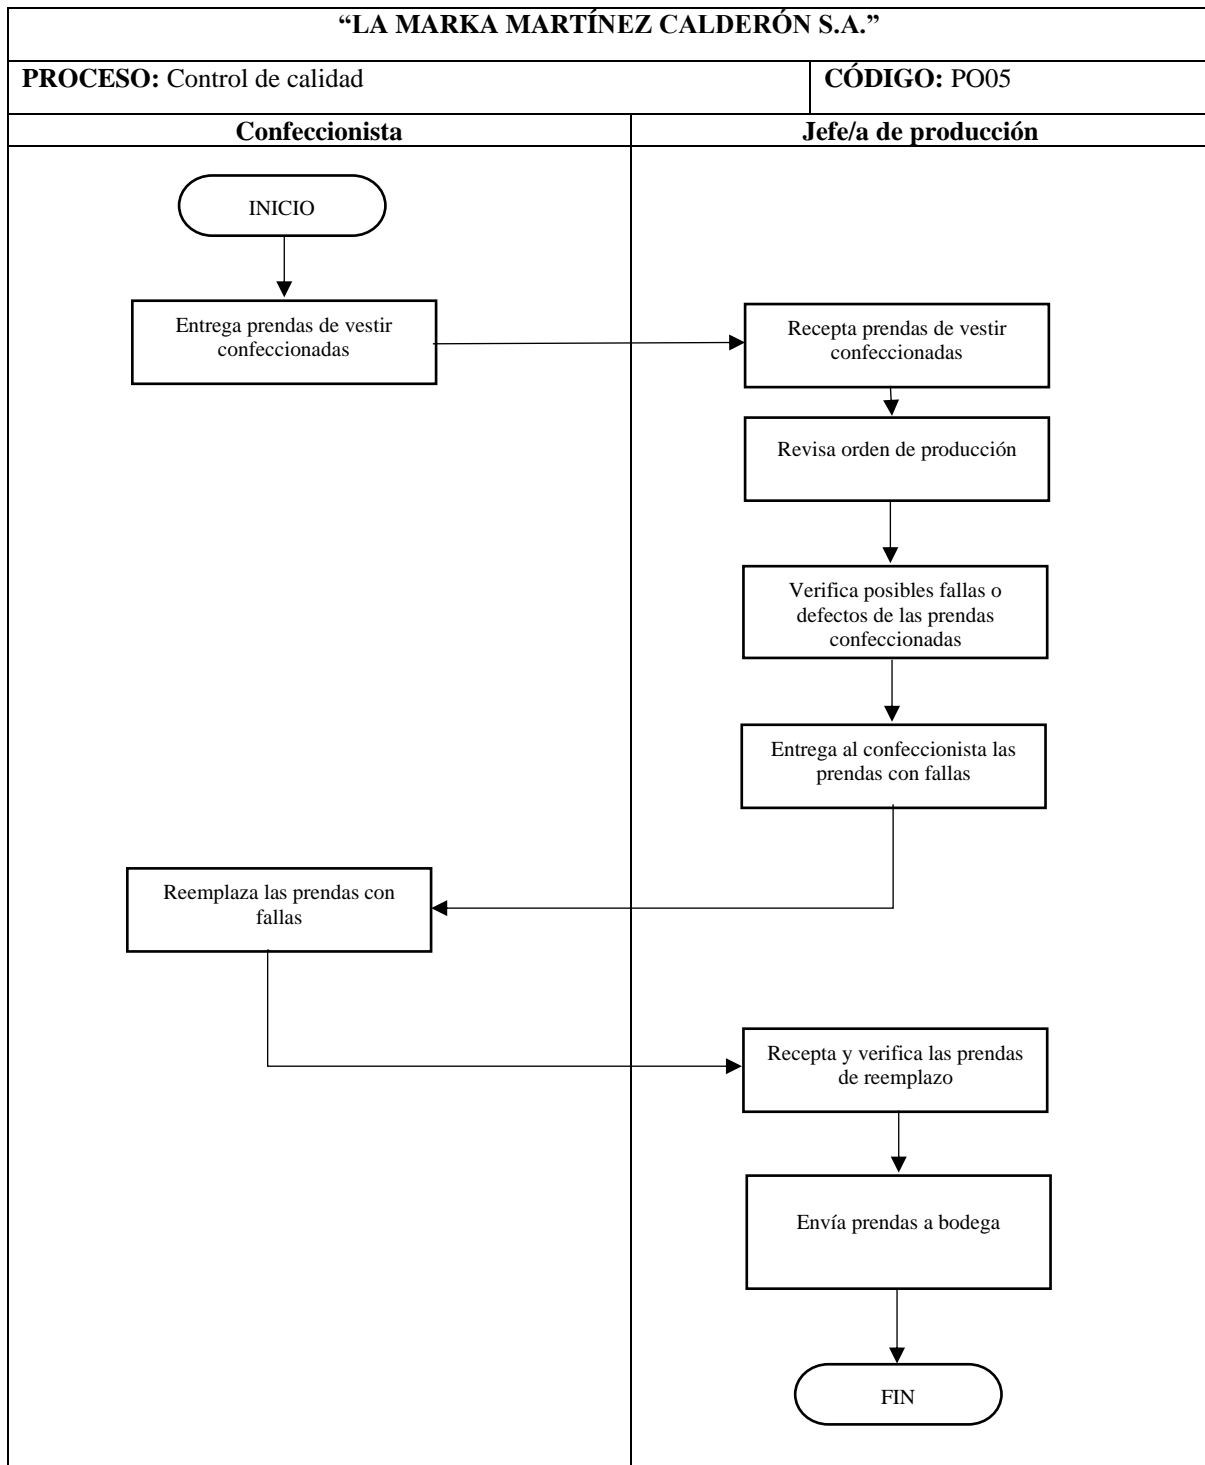 “LA MARKA MARTÍNEZ CALDERÓN S.A.”
PROCESO: Control de calidad
CÓDIGO: PO05
Confeccionista
Jefe/a de producción
INICIO
Entrega prendas de vestir
confeccionadas
Recepta prendas de vestir
confeccionadas
Revisa orden de producción
Verifica posibles fallas o
defectos de las prendas
confeccionadas
Entrega al confeccionista las
prendas con fallas
Reemplaza las prendas con
fallas
Recepta y verifica las prendas
de reemplazo
Envía prendas a bodega
FIN